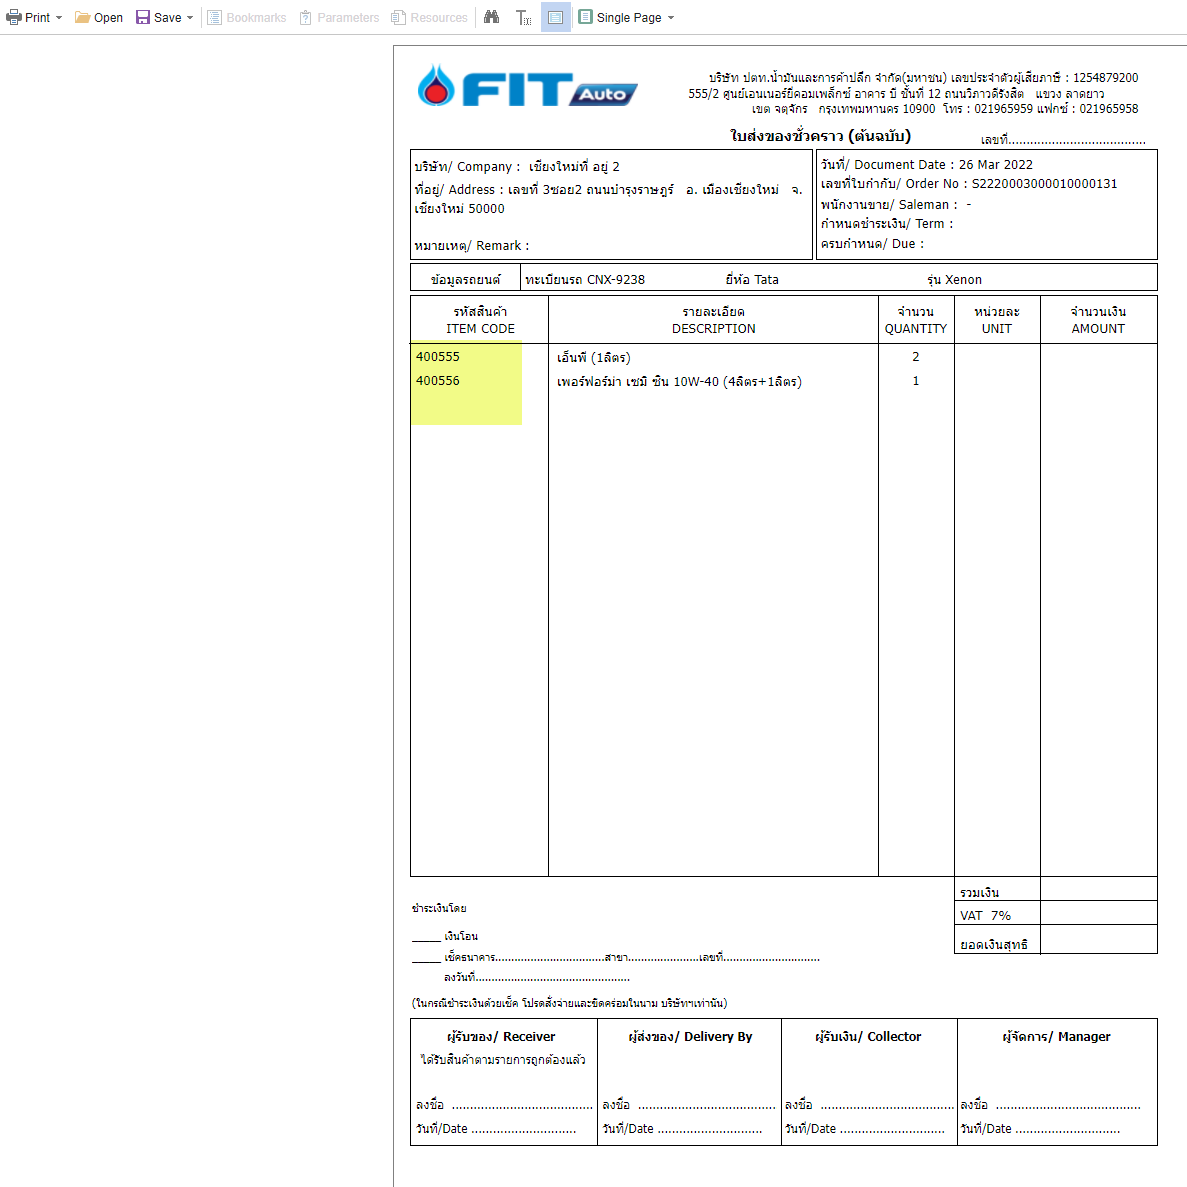 Print Open Save Bookmarks Parameters Resources Single Page
FIT Auto
บริษัท ปตท.น้ำมันและการค้าปลีก จำกัด(มหาชน) เลขประจำตัวผู้เสียภาษี : 1254879200
555/2 ศูนย์เอนเนอร์ยี่คอมเพล็กซ์ อาคาร บี ชั้นที่ 12 ถนนวิภาวดีรังสิต แขวง ลาดยาว
เขต จตุจักร กรุงเทพมหานคร 10900 โทร : 021965959 แฟกซ์ : 021965958
ใบส่งของชั่วคราว (ต้นฉบับ)
เลขที่......................................
บริษัท/ Company : เชียงใหม่ที่ อยู่ 2
ที่อยู่/ Address : เลขที่ 3ซอย2 ถนนบำรุงราษฎร์ อ. เมืองเชียงใหม่ จ.
เชียงใหม่ 50000
หมายเหตุ/ Remark :
วันที่/ Document Date : 26 Mar 2022
เลขที่ใบกำกับ/ Order No : S2220003000010000131
พนักงานขาย/ Saleman : -
กำหนดชำระเงิน/ Term :
ครบกำหนด/ Due :
ข้อมูลรถยนต์ ทะเบียนรถ CNX-9238 ยี่ห้อ Tata รุ่น Xenon
รหัสสินค้า รายละเอียด จำนวน หน่วยละ จำนวนเงิน
ITEM CODE DESCRIPTION QUANTITY UNIT AMOUNT
400555 เอ็นพี (1ลิตร) 2
400556 เพอร์ฟอร์ม่า เซมิ ซิน 10W-40 (4ลิตร+1ลิตร) 1
รวมเงิน
VAT 7%
ยอดเงินสุทธิ
ชำระเงินโดย
_____ เงินโอน
_____ เช็คธนาคาร..................................สาขา......................เลขที่..............................
ลงวันที่................................................
(ในกรณีชำระเงินด้วยเช็ค โปรดสั่งจ่ายและขีดคร่อมในนาม บริษัทฯเท่านั้น)
ผู้รับของ/ Receiver ผู้ส่งของ/ Delivery By ผู้รับเงิน/ Collector ผู้จัดการ/ Manager
ได้รับสินค้าตามรายการถูกต้องแล้ว
ลงชื่อ ....................................... ลงชื่อ ...................................... ลงชื่อ ..................................... ลงชื่อ ........................................
วันที่/Date ............................. วันที่/Date ............................. วันที่/Date ............................. วันที่/Date .............................